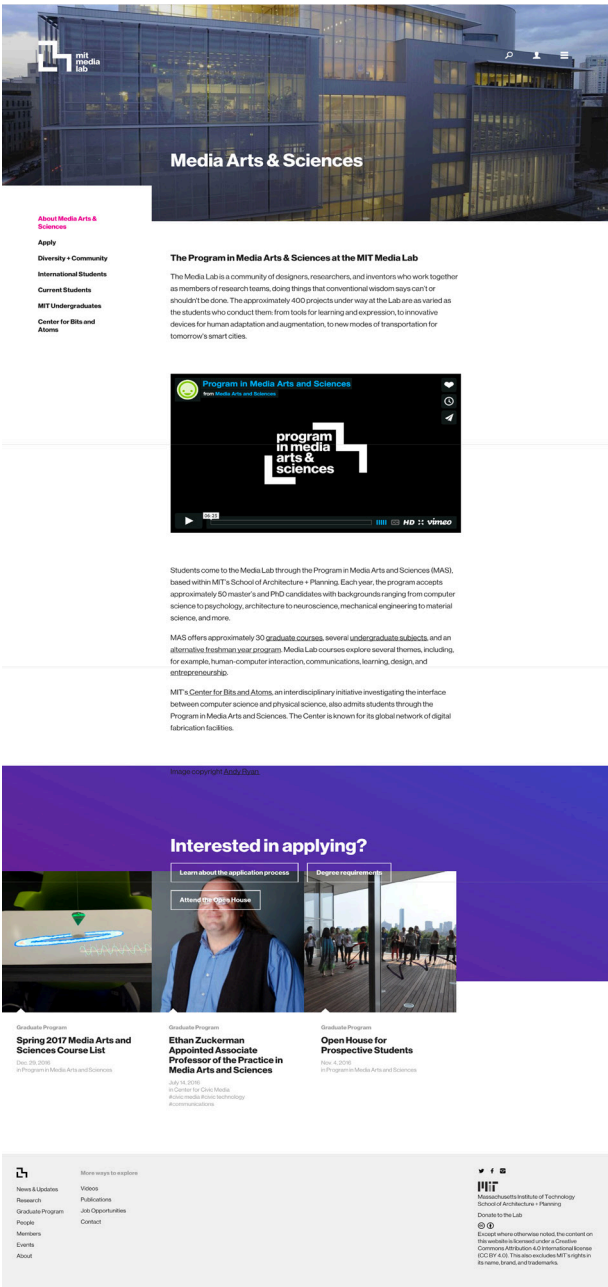 mit
media
lab
Media Arts & Sciences
About Media Arts &
Sciences
Apply
Diversity + Community
International Students
Current Students
MIT Undergraduates
Center for Bits and
Atoms
The Program in Media Arts & Sciences at the MIT Media Lab
The Media Lab is a community of designers, researchers, and inventors who work together
as members of research teams, doing things that conventional wisdom says can't or
shouldn't be done. The approximately 400 projects under way at the Lab are as varied as
the students who conduct them: from tools for learning and expression, to innovative
devices for human adaptation and augmentation, to new modes of transportation for
tomorrow's smart cities.
Program in Media Arts and Sciences
from Media Arts and Sciences
program
in media
arts &
sciences
06:25
HD vimeo
Students come to the Media Lab through the Program in Media Arts and Sciences (MAS),
based within MIT's School of Architecture + Planning. Each year, the program accepts
approximately 50 master's and PhD candidates with backgrounds ranging from computer
science to psychology, architecture to neuroscience, mechanical engineering to material
science, and more.
MAS offers approximately 30 graduate courses, several undergraduate subjects, and an
alternative freshman year program. Media Lab courses explore several themes, including,
for example, human-computer interaction, communications, learning, design, and
entrepreneurship.
MIT's Center for Bits and Atoms, an interdisciplinary initiative investigating the interface
between computer science and physical science, also admits students through the
Program in Media Arts and Sciences. The Center is known for its global network of digital
fabrication facilities.
Image copyright Andy Ryan.
Interested in applying?
Learn about the application process
Degree requirements
Attend the Open House
Graduate Program
Spring 2017 Media Arts and
Sciences Course List
Dec. 29, 2016
in Program in Media Arts and Sciences
Graduate Program
Ethan Zuckerman
Appointed Associate
Professor of the Practice in
Media Arts and Sciences
July 14, 2016
in Center for Civic Media
#civic media #civic technology
#communications
Graduate Program
Open House for
Prospective Students
Nov. 4, 2016
in Program in Media Arts and Sciences
News & Updates
Research
Graduate Program
People
Members
Events
About
More ways to explore
Videos
Publications
Job Opportunities
Contact
Massachusetts Institute of Technology
School of Architecture + Planning
Donate to the Lab
Except where otherwise noted, the content on
this website is licensed under a Creative
Commons Attribution 4.0 International license
(CC BY 4.0). This also excludes MIT's rights in
its name, brand, and trademarks.